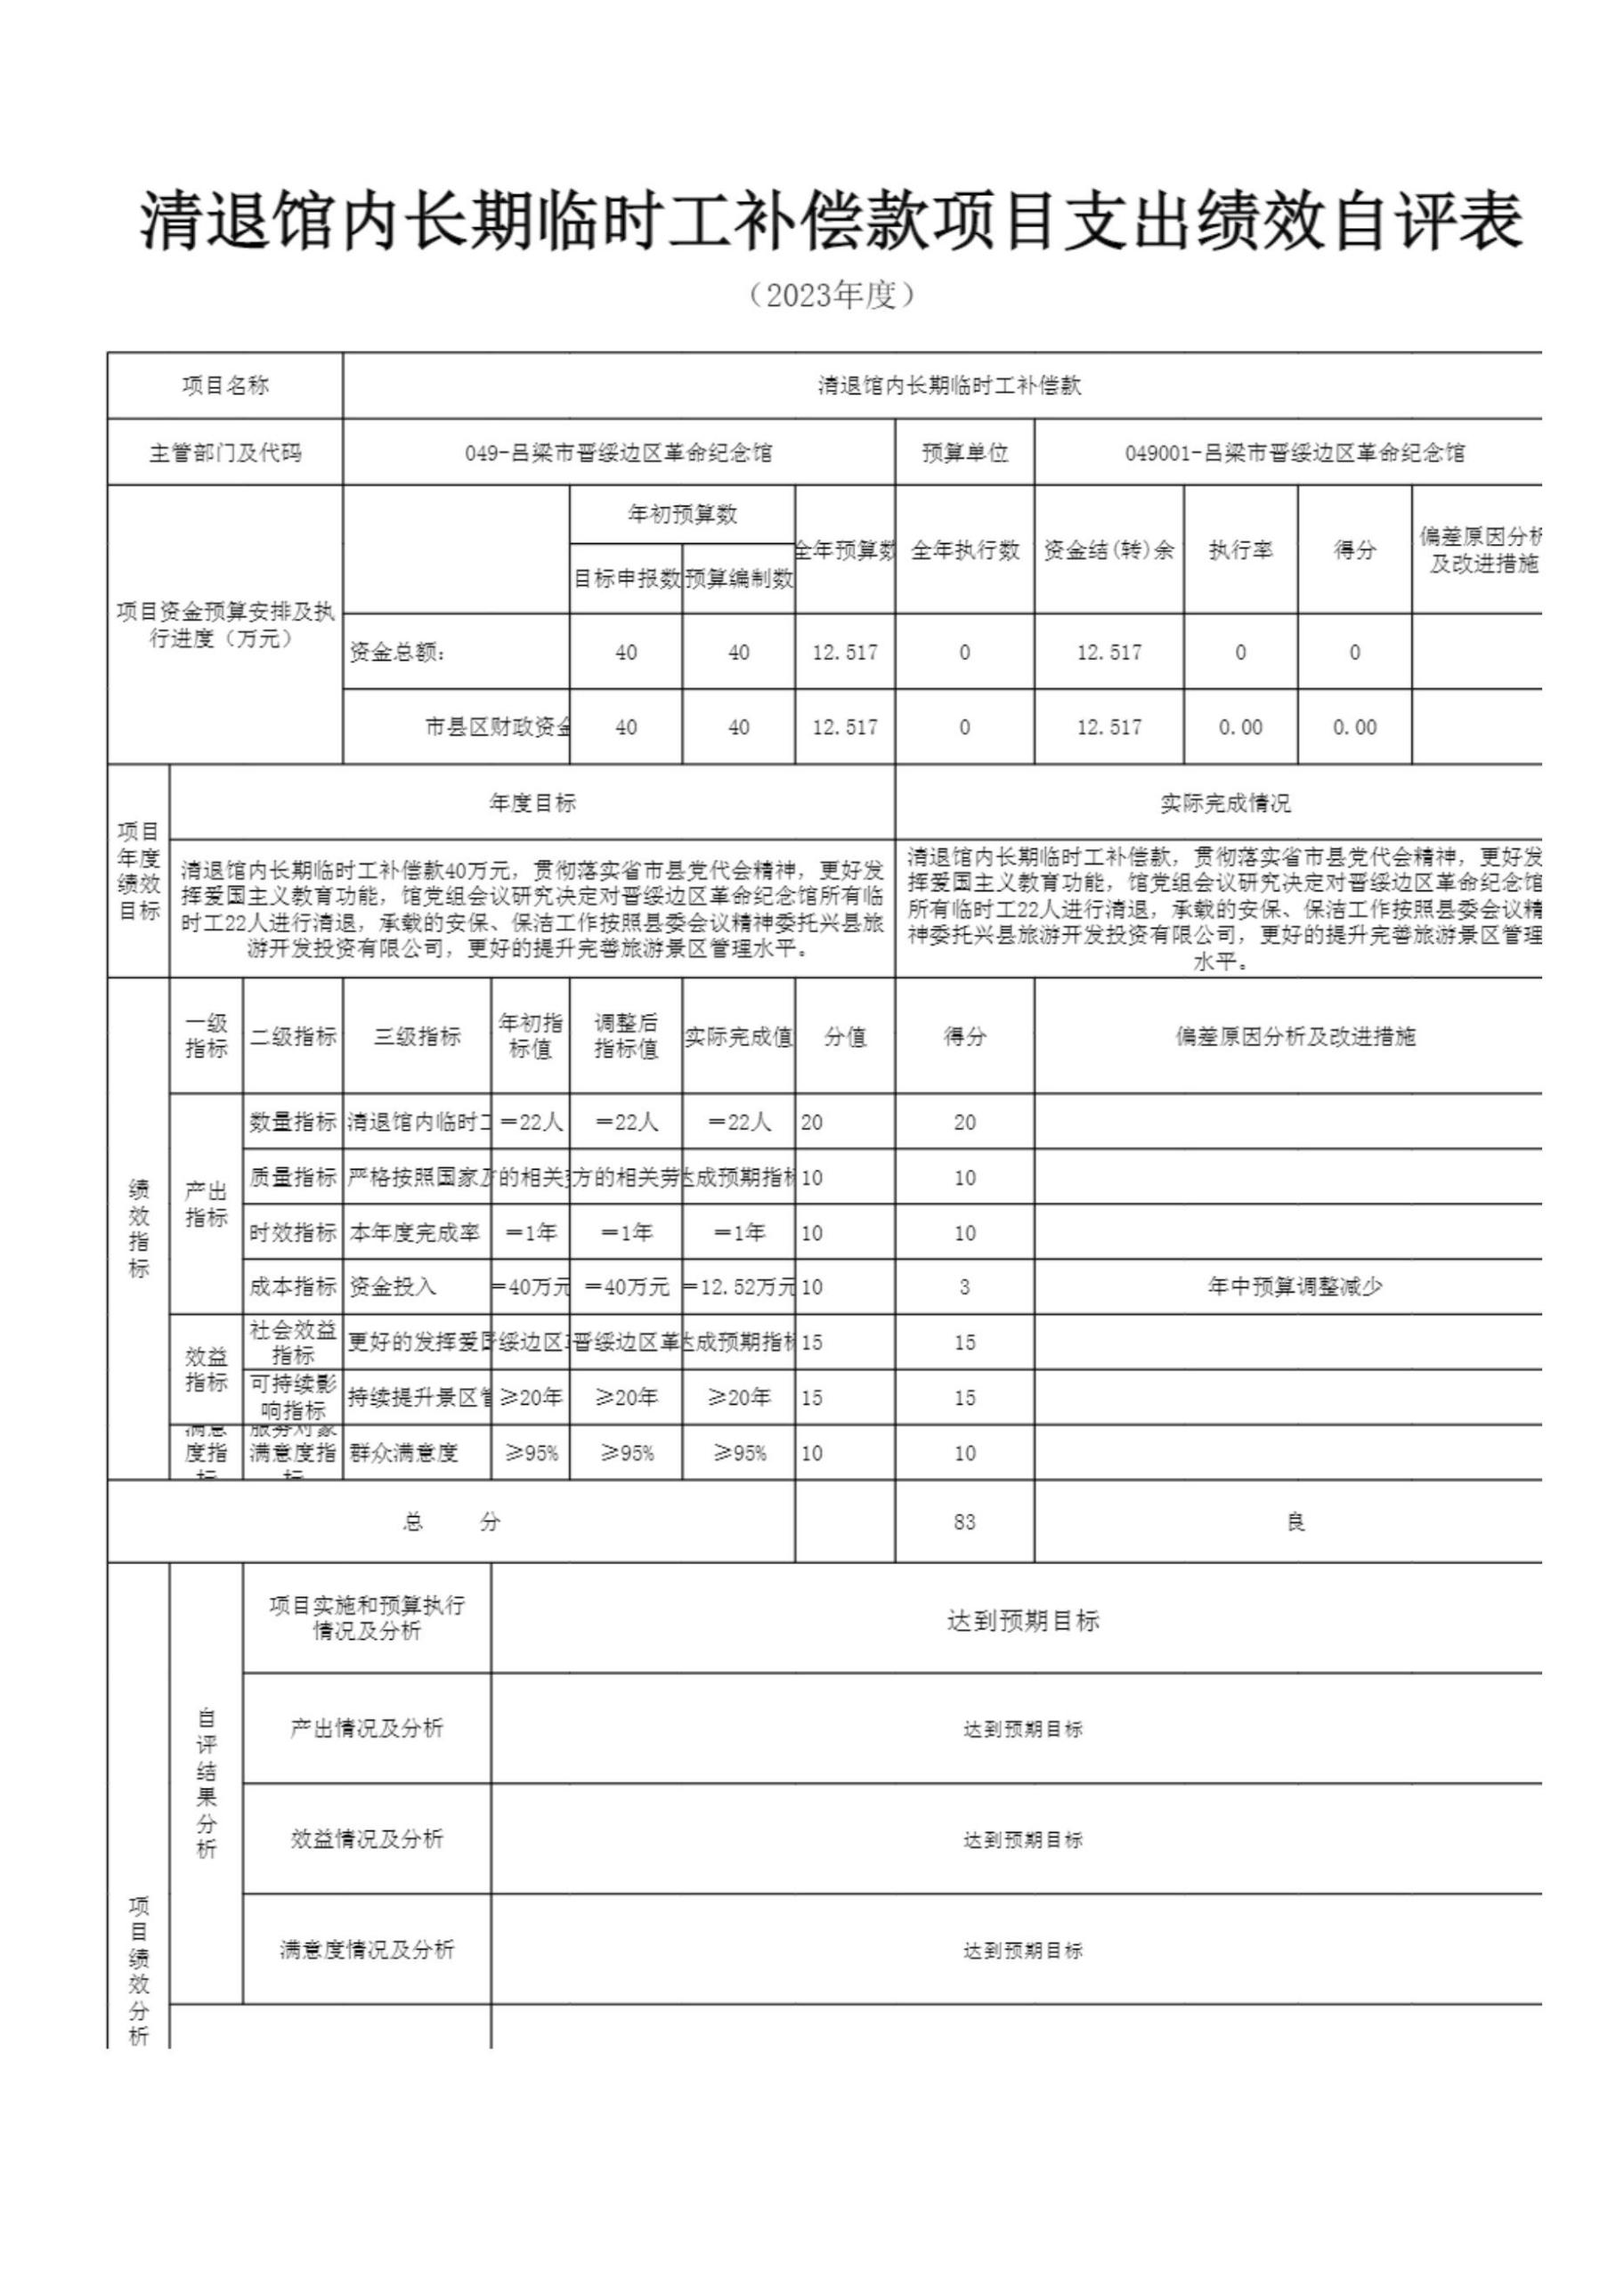 清退馆内长期临时工补偿款项目支出绩效自评表
（2023年度）
项目名称 清退馆内长期临时工补偿款
主管部门及代码 049-吕梁市晋绥边区革命纪念馆 预算单位 049001-吕梁市晋绥边区革命纪念馆
项目资金预算安排及执行进度（万元）
年初预算数 全年预算数 全年执行数 资金结(转)余 执行率 得分 偏差原因分析及改进措施
目标申报数 预算编制数
资金总额： 40 40 12.517 0 12.517 0 0
市县区财政资金 40 40 12.517 0 12.517 0.00 0.00
项目年度绩效目标
年度目标 实际完成情况
清退馆内长期临时工补偿款40万元，贯彻落实省市县党代会精神，更好发
挥爱国主义教育功能，馆党组会议研究决定对晋绥边区革命纪念馆所有临
时工22人进行清退，承载的安保、保洁工作按照县委会议精神委托兴县旅
游开发投资有限公司，更好的提升完善旅游景区管理水平。
清退馆内长期临时工补偿款，贯彻落实省市县党代会精神，更好发
挥爱国主义教育功能，馆党组会议研究决定对晋绥边区革命纪念馆
所有临时工22人进行清退，承载的安保、保洁工作按照县委会议精
神委托兴县旅游开发投资有限公司，更好的提升完善旅游景区管理
水平。
绩效指标
一级指标 二级指标 三级指标 年初指标值 调整后指标值 实际完成值 分值 得分 偏差原因分析及改进措施
产出指标
数量指标 清退馆内临时工 ＝22人 ＝22人 ＝22人 20 20
质量指标 严格按照国家及 的相关 方的相关劳 达成预期指标 10 10
时效指标 本年度完成率 ＝1年 ＝1年 ＝1年 10 10
成本指标 资金投入 ＝40万元 ＝40万元 ＝12.52万元 10 3 年中预算调整减少
效益指标
社会效益指标 更好的发挥爱国 绥边区 晋绥边区革 达成预期指标 15 15
可持续影响指标 持续提升景区管 ≥20年 ≥20年 ≥20年 15 15
满意度指标 服务对象满意度指标 群众满意度 ≥95% ≥95% ≥95% 10 10
总 分 83 良
项目绩效分析
自评结果分析
项目实施和预算执行情况及分析 达到预期目标
产出情况及分析 达到预期目标
效益情况及分析 达到预期目标
满意度情况及分析 达到预期目标